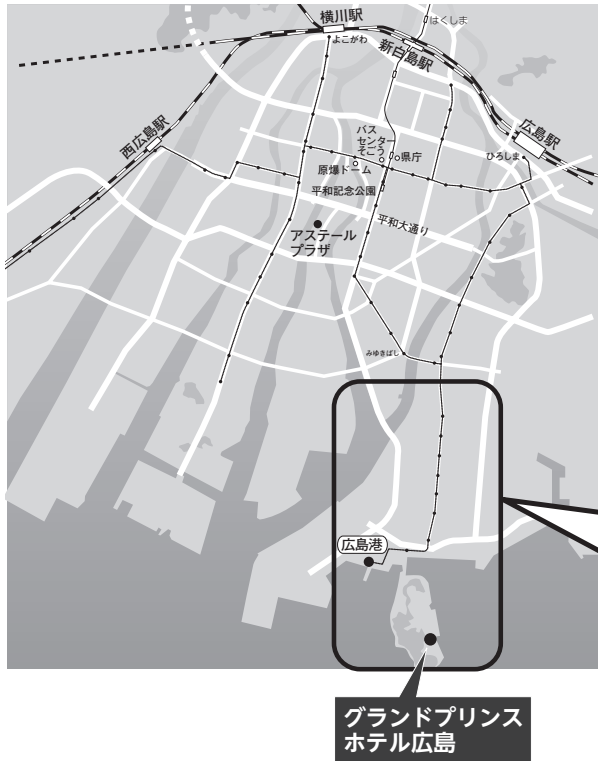 横川駅
よこがわ
はくしま
新白島駅
広島駅
ひろしま
西広島駅
バス
センター
そごう
県庁
原爆ドーム
平和記念公園
平和大通り
アステール
プラザ
みゆきばし
広島港
グランドプリンス
ホテル広島